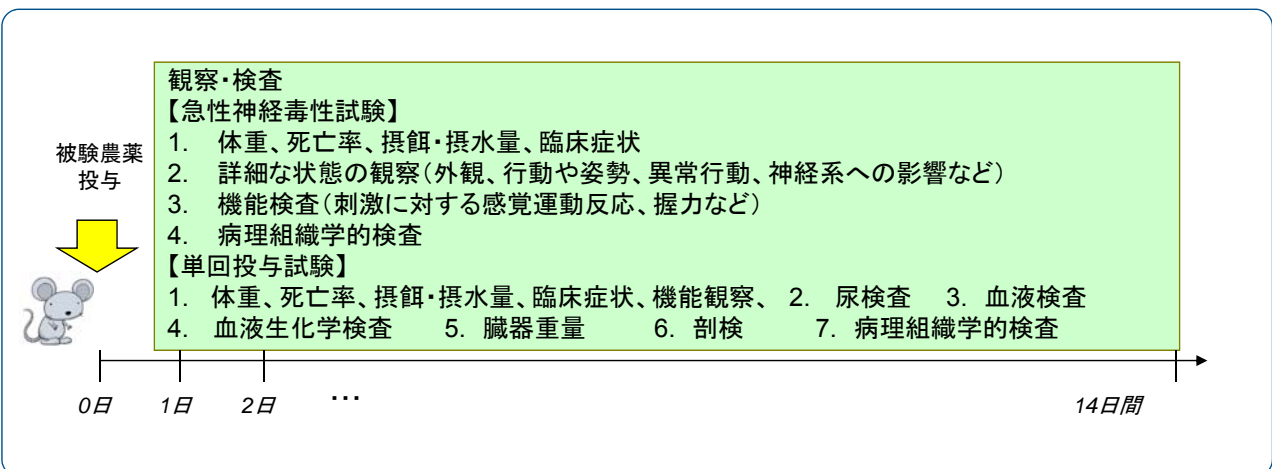 観察・検査
【急性神経毒性試験】
1. 体重、死亡率、摂餌・摂水量、臨床症状
2. 詳細な状態の観察(外観、行動や姿勢、異常行動、神経系への影響など)
3. 機能検査(刺激に対する感覚運動反応、握力など)
4. 病理組織学的検査
【単回投与試験】
1. 体重、死亡率、摂餌・摂水量、臨床症状、機能観察、 2. 尿検査 3. 血液検査
4. 血液生化学検査 5. 臓器重量 6. 剖検 7. 病理組織学的検査
被験農薬
投与
0日 1日 2日 … 14日間